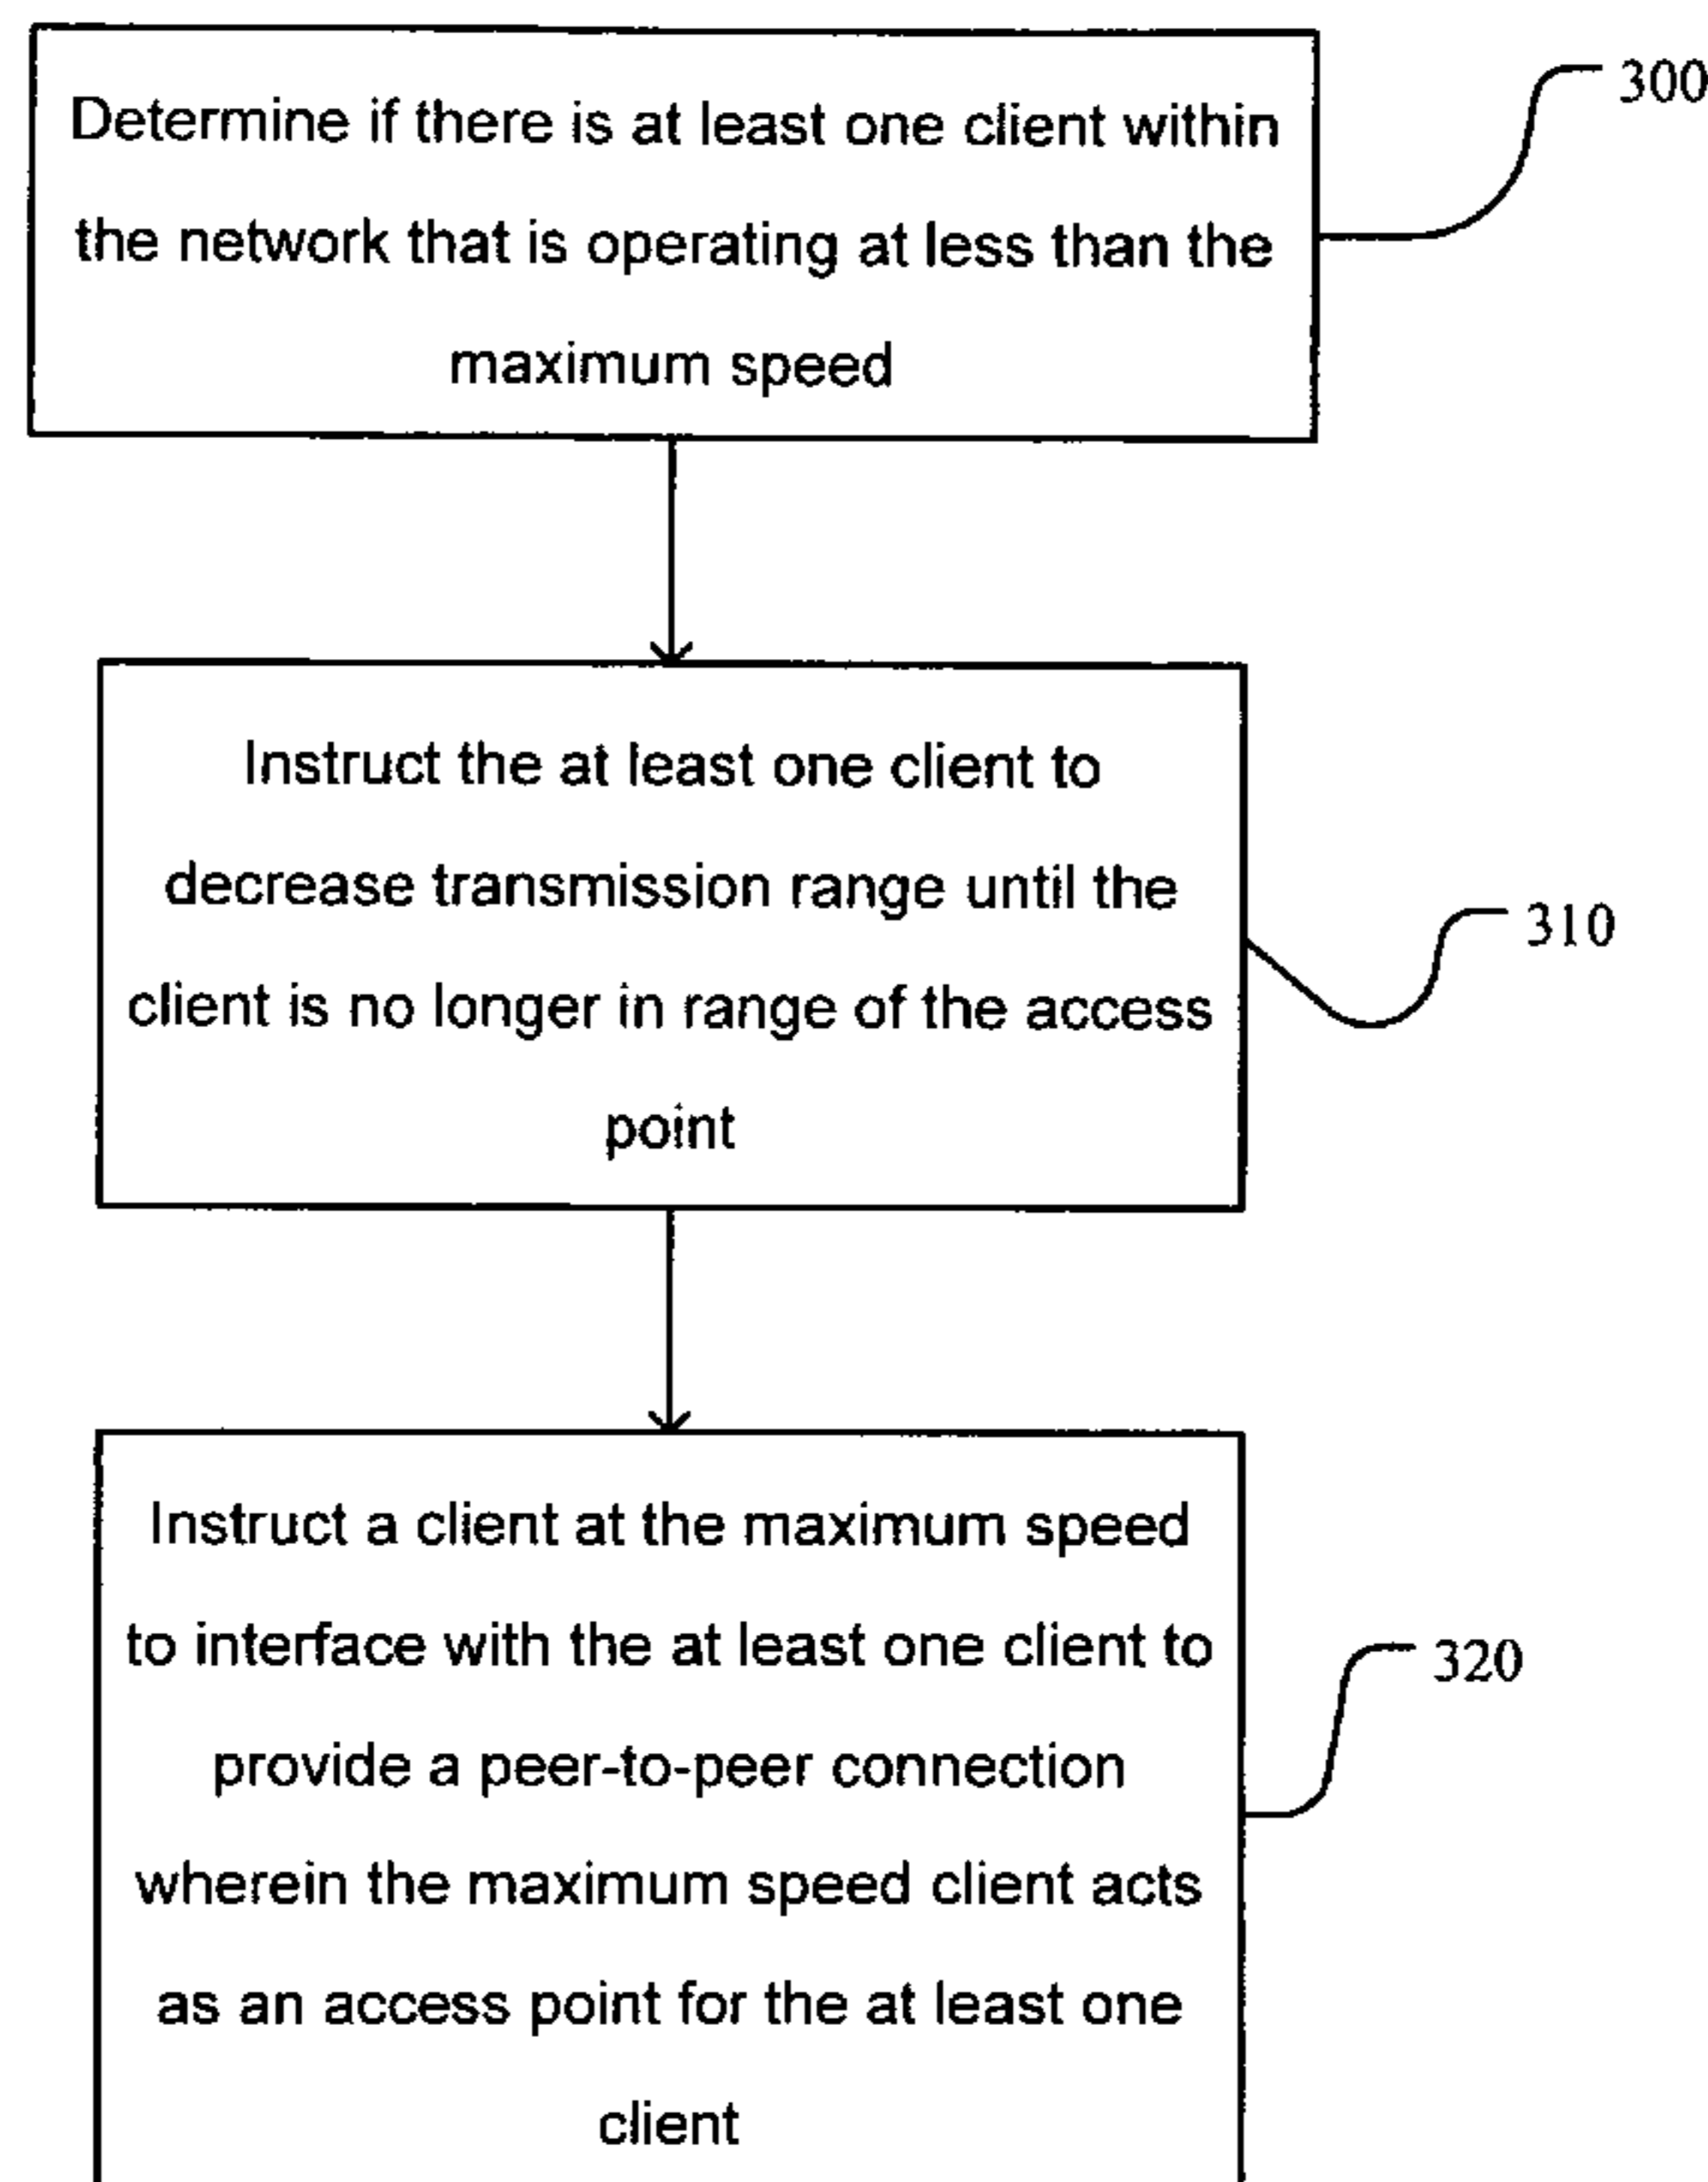 Determine if there is at least one client within
the network that is operating at less than the
maximum speed
300
Instruct the at least one client to
decrease transmission range until the
client is no longer in range of the access
point
310
Instruct a client at the maximum speed
to interface with the at least one client to
provide a peer-to-peer connection
wherein the maximum speed client acts
as an access point for the at least one
client
320